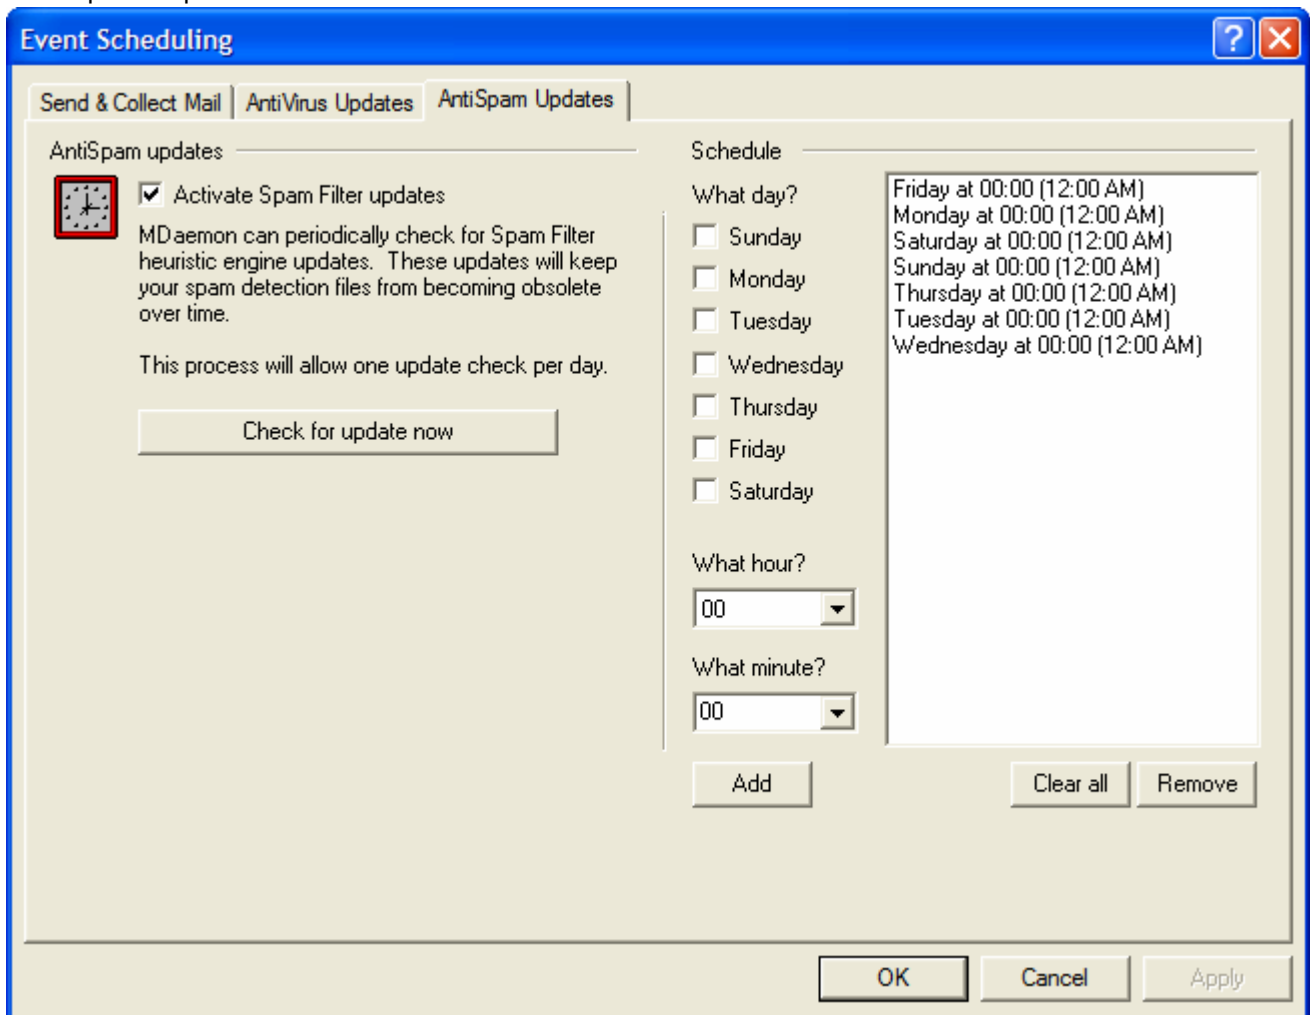 Event Scheduling
Send & Collect Mail
AntiVirus Updates
AntiSpam Updates
AntiSpam updates
Activate Spam Filter updates
MDaemon can periodically check for Spam Filter
heuristic engine updates. These updates will keep
your spam detection files from becoming obsolete
over time.
This process will allow one update check per day.
Check for update now
Schedule
What day?
Sunday
Monday
Tuesday
Wednesday
Thursday
Friday
Saturday
What hour?
00
What minute?
00
Add
Friday at 00:00 (12:00 AM)
Monday at 00:00 (12:00 AM)
Saturday at 00:00 (12:00 AM)
Sunday at 00:00 (12:00 AM)
Thursday at 00:00 (12:00 AM)
Tuesday at 00:00 (12:00 AM)
Wednesday at 00:00 (12:00 AM)
Clear all
Remove
OK
Cancel
Apply